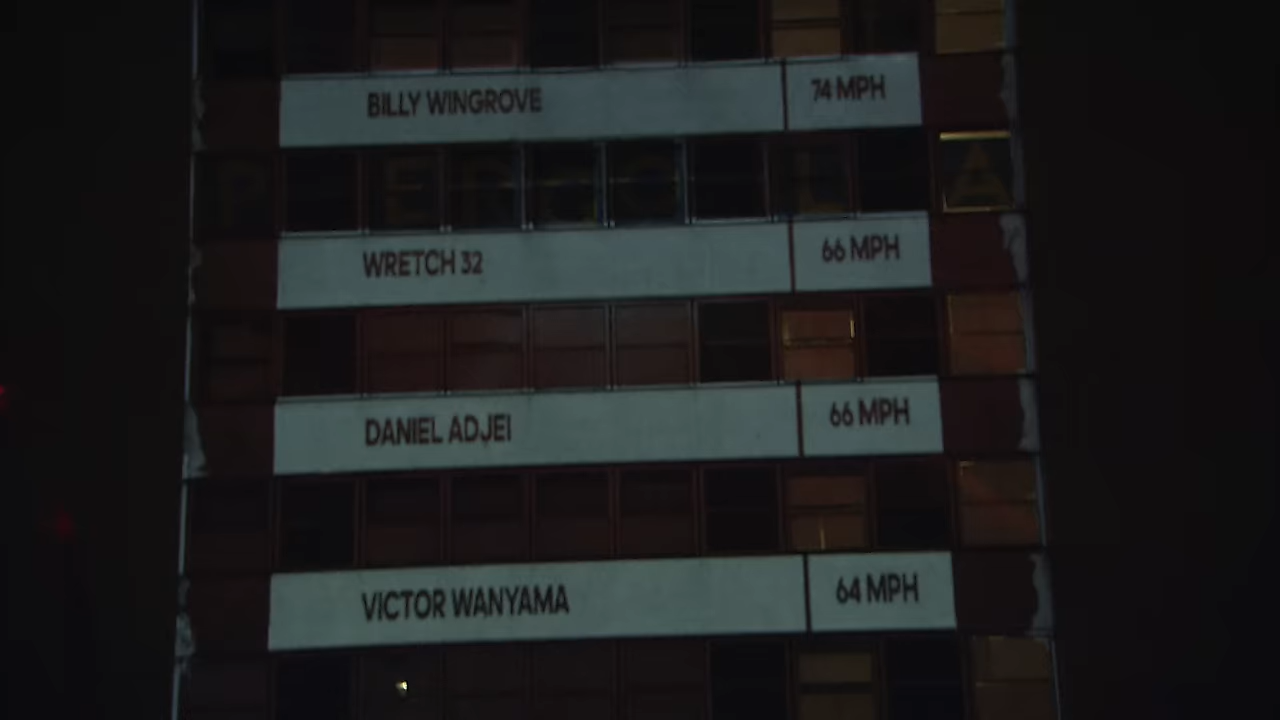 BILLY WINGROVE 74 MPH
WRETCH 32 66 MPH
DANIEL ADJEI 66 MPH
VICTOR WANYAMA 64 MPH